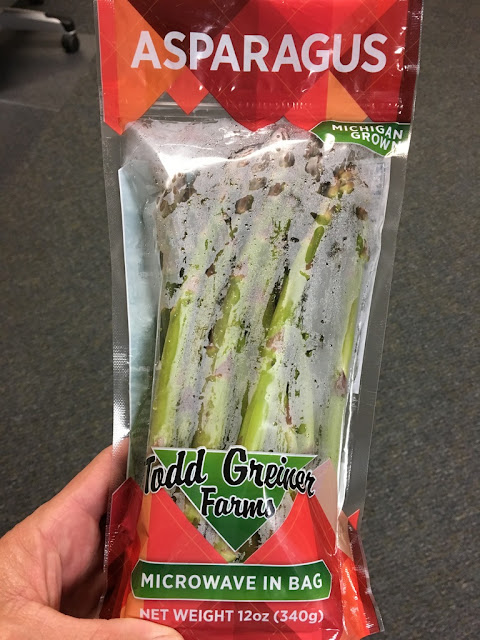 ASPARAGUS
MICHIGAN
GROWN
Todd Greiner
Farms
MICROWAVE IN BAG
NET WEIGHT 12oz (340g)